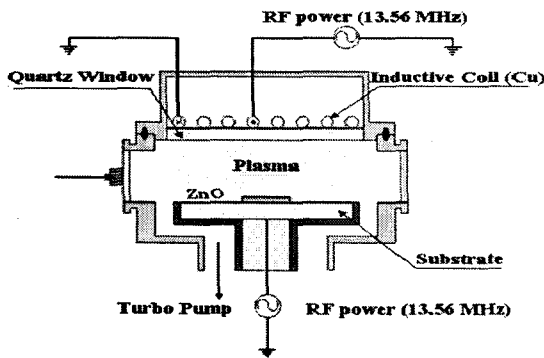 RF power (13.56 MHz)
Quartz Window
Inductive Coil (Cu)
Plasma
ZnO
Substrate
Turbo Pump
RF power (13.56 MHz)